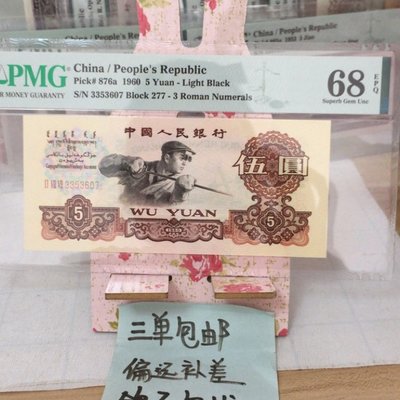 PMG
China / People's Republic
Pick# 876a 1960 5 Yuan - Light Black
S/N 3353607 Block 277 - 3 Roman Numerals
68 EPQ
Superb Gem Unc
MONEY GUARANTY
中國人民銀行
伍圓
3353607
5
WU YUAN
5
三单包邮
偏远补差